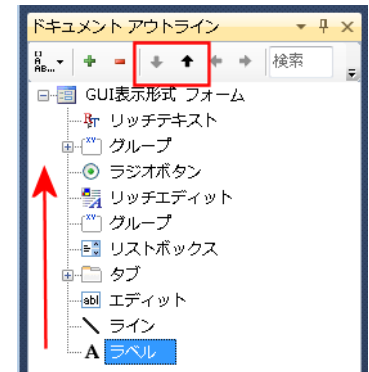 ドキュメント アウトライン
AB...
検索
GUI表示形式 フォーム
リッチテキスト
グループ
ラジオボタン
リッチエディット
グループ
リストボックス
タブ
abl エディット
ライン
A ラベル